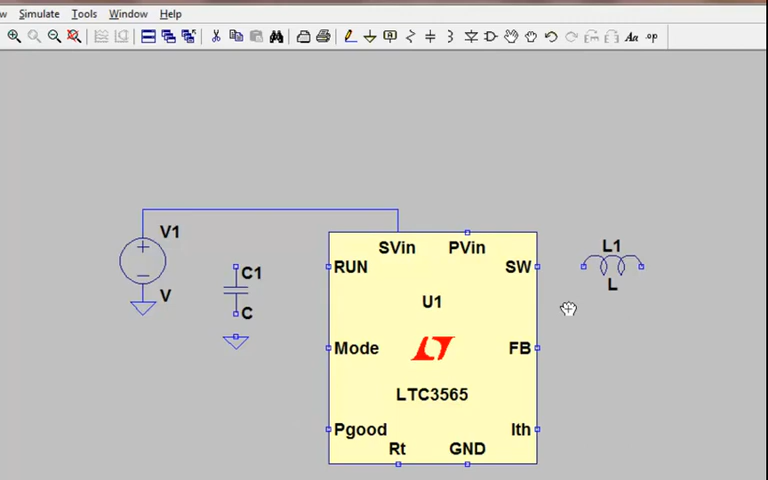 w Simulate Tools Window Help
Aa .op
V1
V
C1
C
SVin PVin
RUN SW
U1
Mode FB
LTC3565
Pgood Ith
Rt GND
L1
L